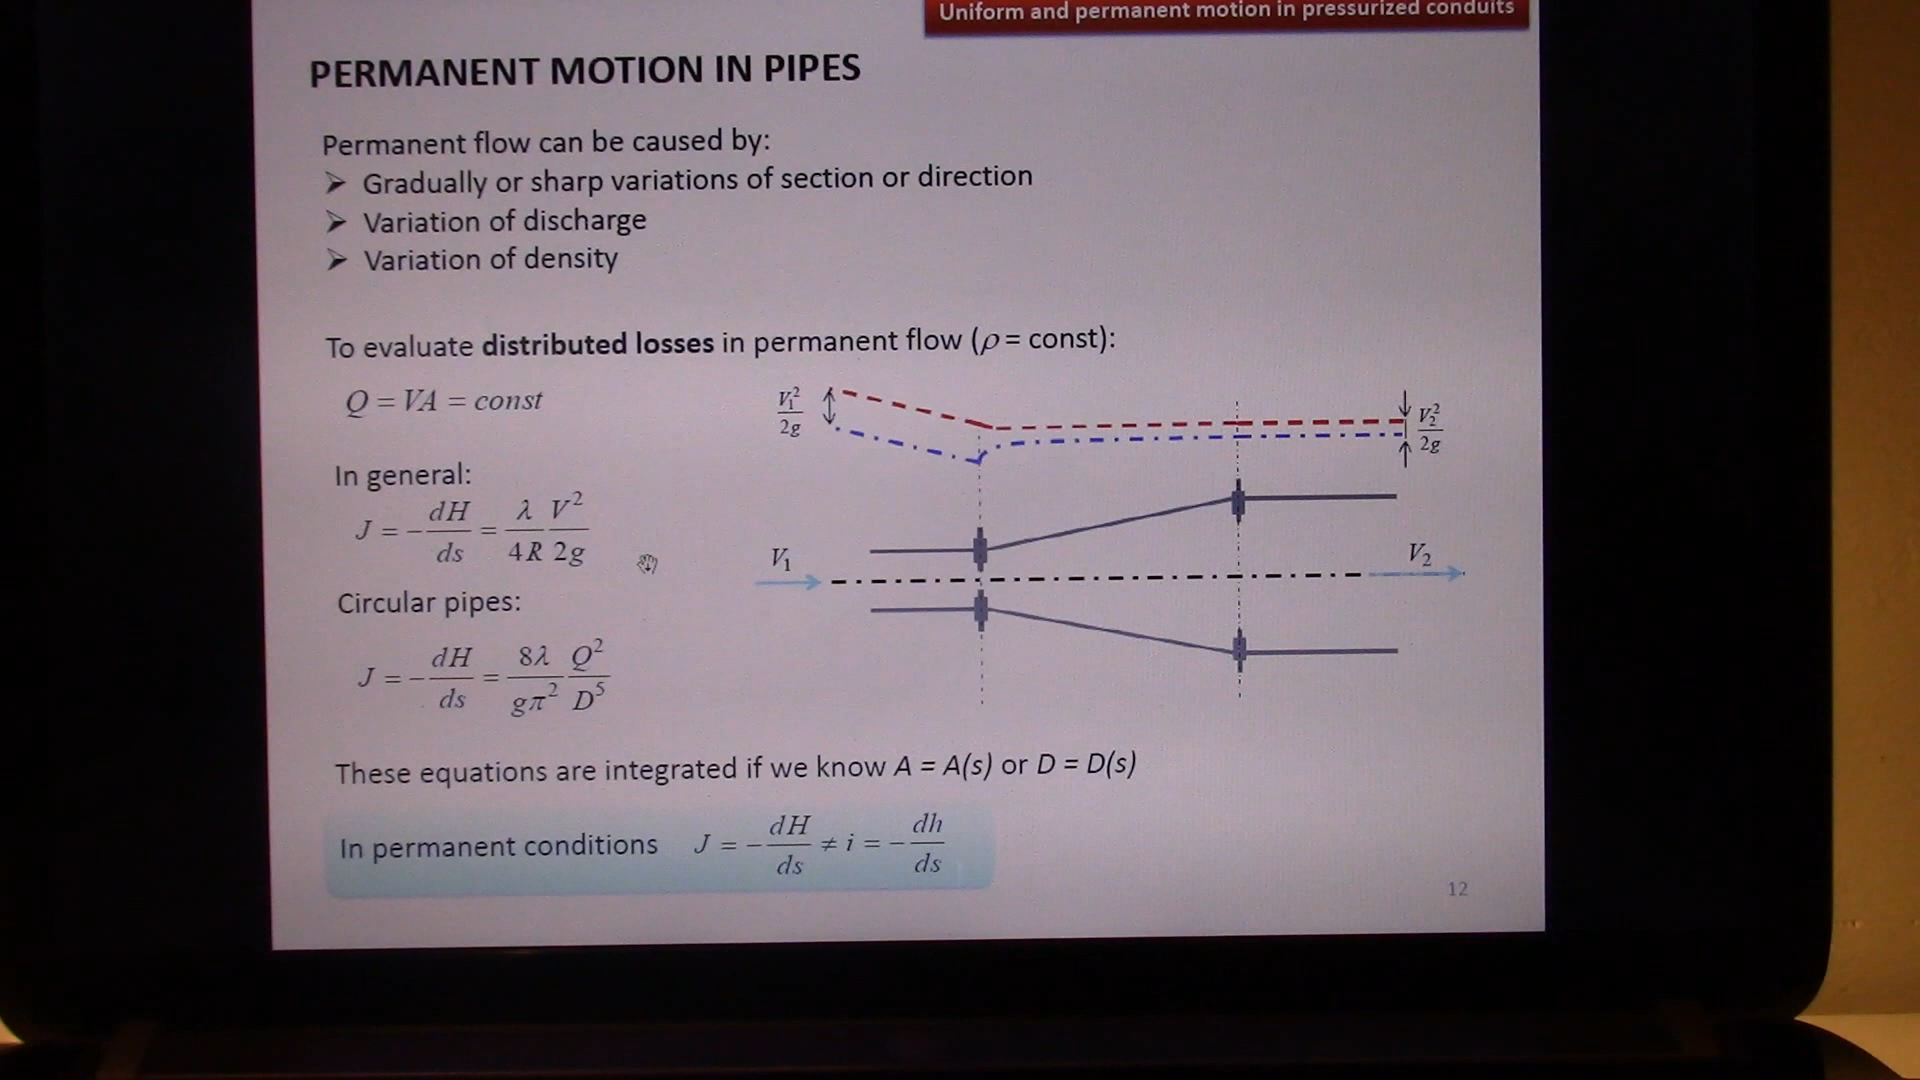 Uniform and permanent motion in pressurized conduits
PERMANENT MOTION IN PIPES
Permanent flow can be caused by:
➤ Gradually or sharp variations of section or direction
➤ Variation of discharge
➤ Variation of density
To evaluate distributed losses in permanent flow (ρ = const):
Q = VA = const
V₁²/2g
V₂²/2g
In general:
J = -dH/ds = λ/4R V²/2g
V₁
V₂
Circular pipes:
J = -dH/ds = 8λ/gπ² Q²/D⁵
These equations are integrated if we know A = A(s) or D = D(s)
In permanent conditions J = -dH/ds ≠ i = -dh/ds
12